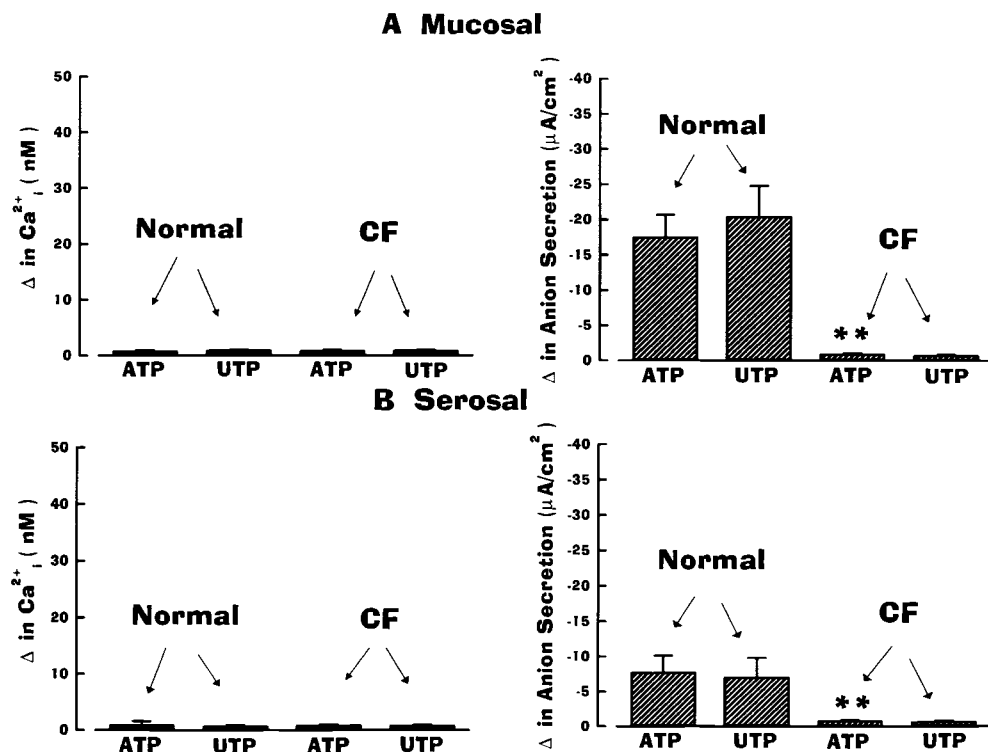 A Mucosal
Δ in Ca²⁺ᵢ ( nM)
50
40
30
20
10
0
Normal
CF
ATP UTP ATP UTP
Δ in Anion Secretion (μA/cm²)
-40
-35
-30
-25
-20
-15
-10
-5
0
Normal
CF
**
ATP UTP ATP UTP
B Serosal
Δ in Ca²⁺ᵢ ( nM)
50
40
30
20
10
0
Normal
CF
ATP UTP ATP UTP
Δ in Anion Secretion (μA/cm²)
-40
-35
-30
-25
-20
-15
-10
-5
0
Normal
CF
**
ATP UTP ATP UTP